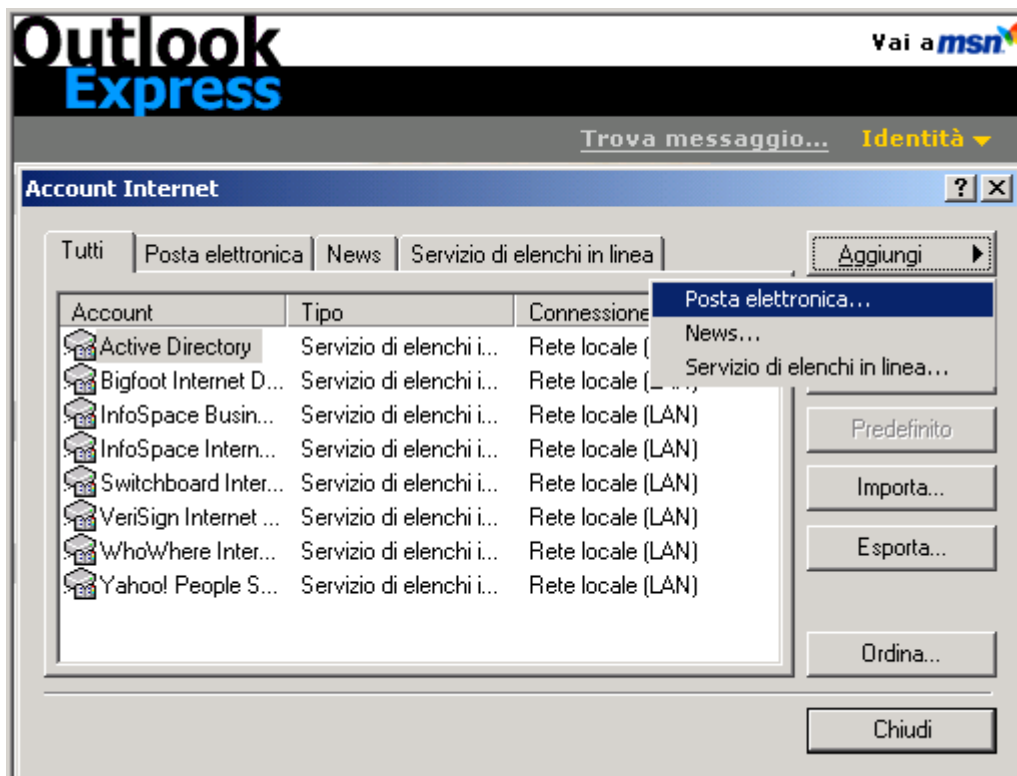 Outlook
Express
Vai a msn
Trova messaggio... Identità
Account Internet
Tutti Posta elettronica News Servizio di elenchi in linea
Aggiungi
Posta elettronica...
News...
Servizio di elenchi in linea...
Account Tipo Connessione
Active Directory Servizio di elenchi i... Rete locale (
Bigfoot Internet D... Servizio di elenchi i... Rete locale (LAN)
InfoSpace Busin... Servizio di elenchi i... Rete locale (LAN)
InfoSpace Intern... Servizio di elenchi i... Rete locale (LAN)
Switchboard Inter... Servizio di elenchi i... Rete locale (LAN)
VeriSign Internet ... Servizio di elenchi i... Rete locale (LAN)
WhoWhere Inter... Servizio di elenchi i... Rete locale (LAN)
Yahoo! People S... Servizio di elenchi i... Rete locale (LAN)
Predefinito
Importa...
Esporta...
Ordina...
Chiudi